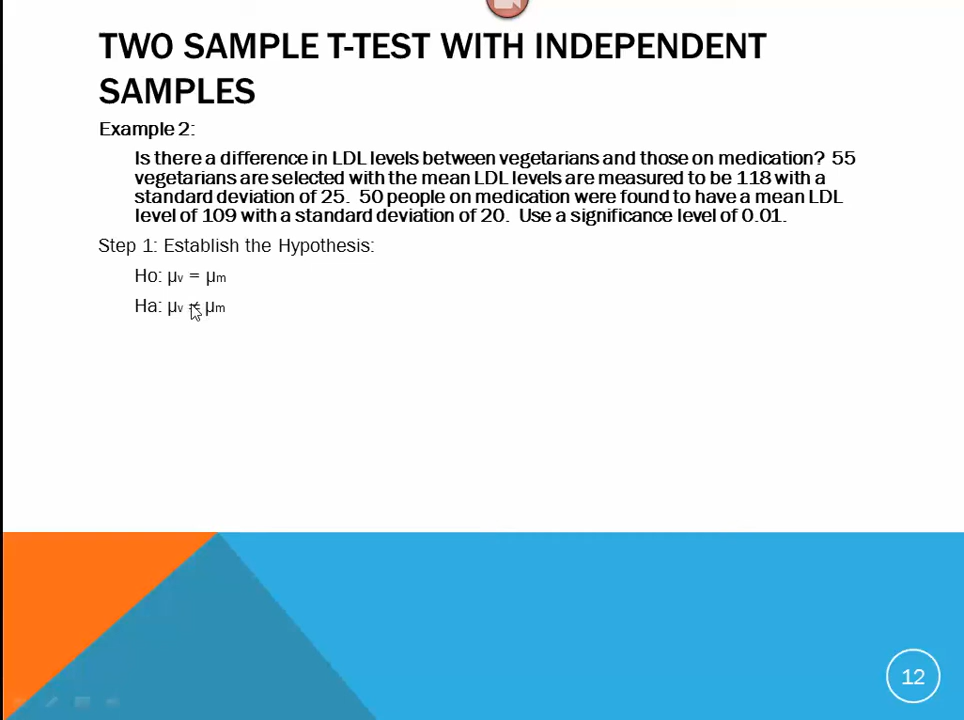 TWO SAMPLE T-TEST WITH INDEPENDENT
SAMPLES
Example 2:
Is there a difference in LDL levels between vegetarians and those on medication? 55
vegetarians are selected with the mean LDL levels are measured to be 118 with a
standard deviation of 25. 50 people on medication were found to have a mean LDL
level of 109 with a standard deviation of 20. Use a significance level of 0.01.
Step 1: Establish the Hypothesis:
Ho: μv = μm
Ha: μv ≠ μm
12